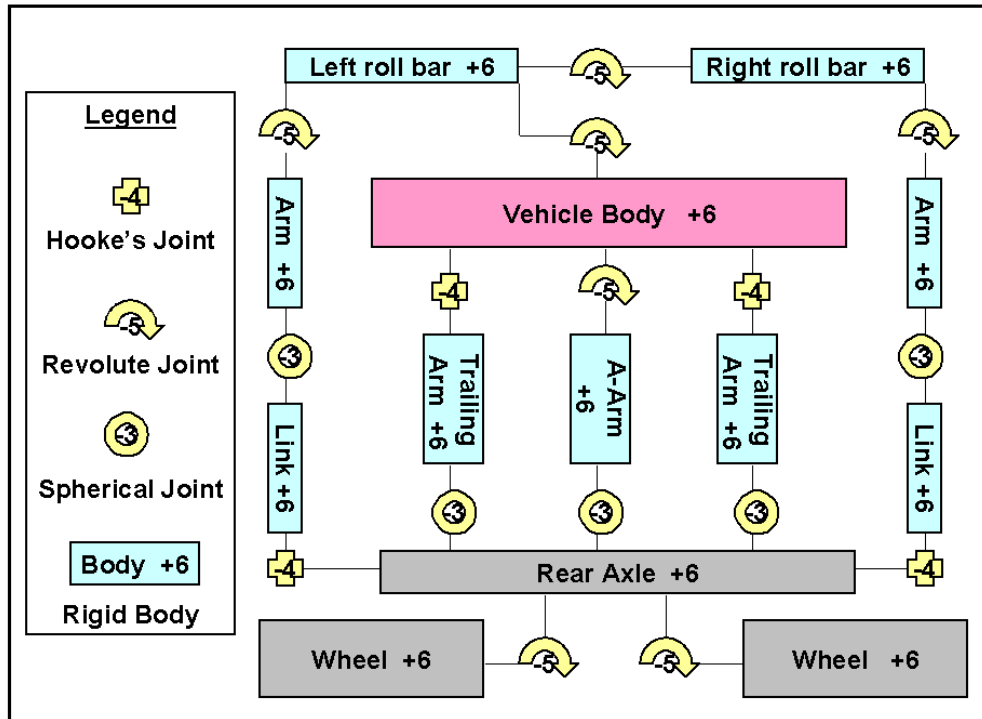 Left roll bar +6
-5
Right roll bar +6
Legend
-4
Hooke's Joint
-5
Revolute Joint
-3
Spherical Joint
Body +6
Rigid Body
-5
-5
-5
Arm +6
Vehicle Body +6
Arm +6
-4
-5
-4
-3
Trailing
Arm +6
A-Arm
+6
Trailing
Arm +6
-3
Link +6
Link +6
-3
-3
-3
-4
Rear Axle +6
-4
Wheel +6
-5
-5
Wheel +6